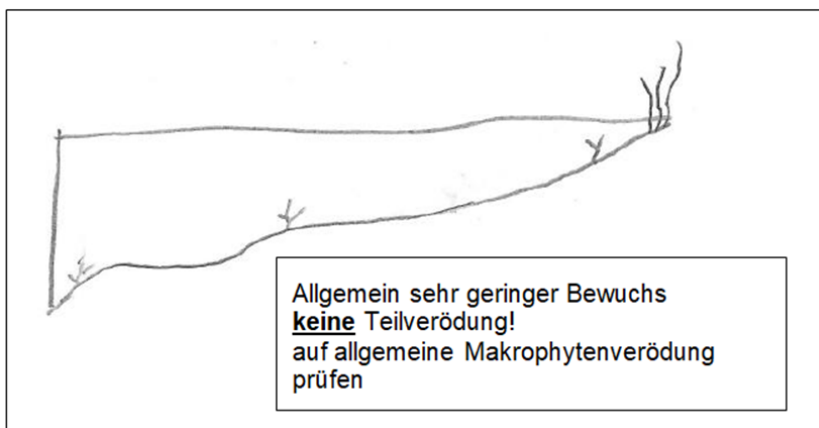 Allgemein sehr geringer Bewuchs
keine Teilverödung!
auf allgemeine Makrophytenverödung
prüfen